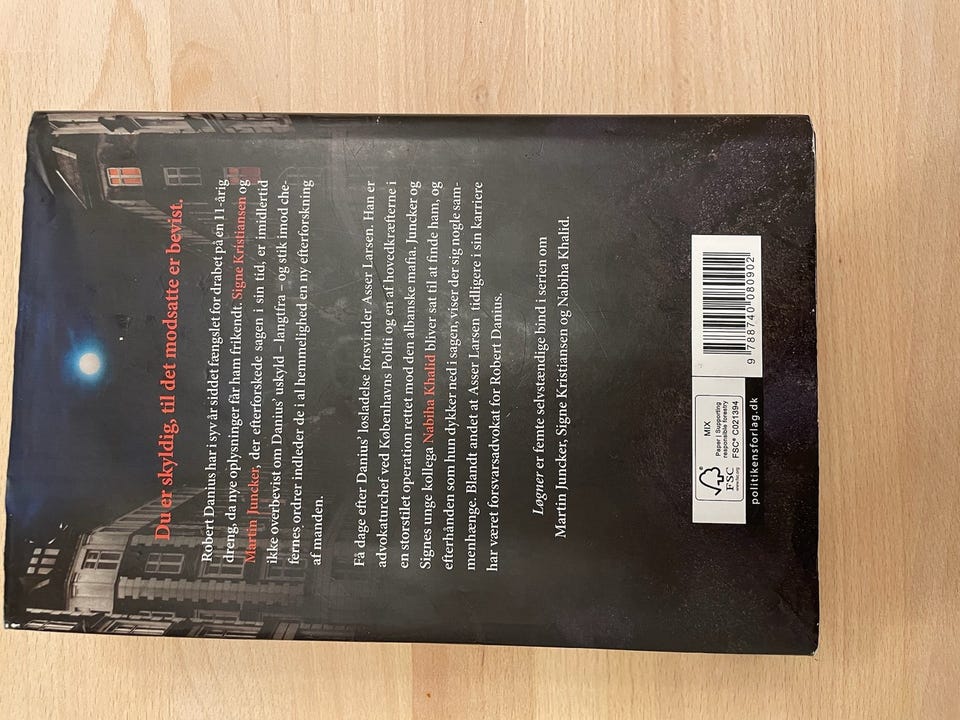 Du er skyldig, til det modsatte er bevist.
Robert Danius har i syv år siddet fængslet for drabet på én 11-årig
dreng, da nye oplysninger får ham frikendt. Signe Kristiansen og
Martin Juncker, der efterforskede sagen i sin tid, er imidlertid
ikke overbevist om Danius' uskyld – langtfra – og stik imod che-
fernes ordrer indleder de i al hemmelighed en ny efterforskning
af manden.
Få dage efter Danius' løsladelse forsvinder Asser Larsen. Han er
advokaturchef ved Københavns Politi og en af hovedkræfterne i
en storstilet operation rettet mod den albanske mafia. Juncker og
Signes unge kollega Nabiha Khalid bliver sat til at finde ham, og
efterhånden som hun dykker ned i sagen, viser der sig nogle sam-
menhænge. Blandt andet at Asser Larsen tidligere i sin karriere
har været forsvarsadvokat for Robert Danius.
Løgner er femte selvstændige bind i serien om
Martin Juncker, Signe Kristiansen og Nabiha Khalid.
FSC
www.fsc.org
MIX
Paper | Supporting
responsible forestry
FSC® C021394
politikensforlag.dk
9 788740 080902